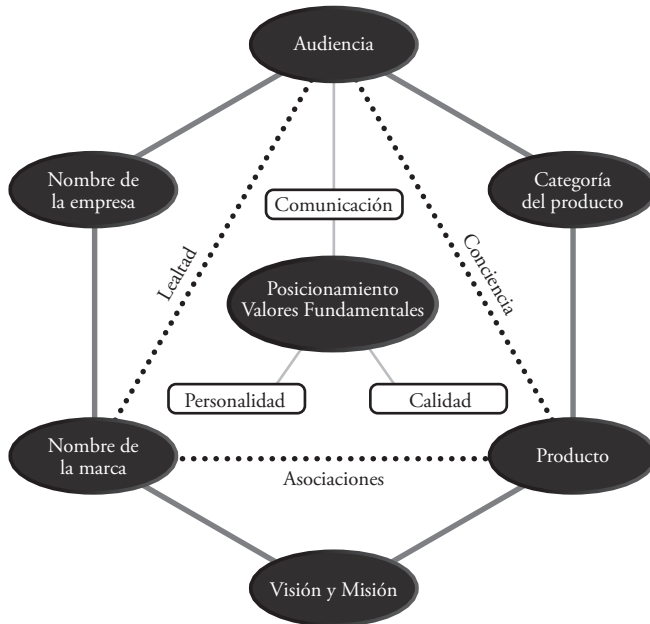 Audiencia
Nombre de
la empresa
Categoría
del producto
Comunicación
Lealtad
Conciencia
Posicionamiento
Valores Fundamentales
Personalidad
Calidad
Nombre de
la marca
Producto
Asociaciones
Visión y Misión